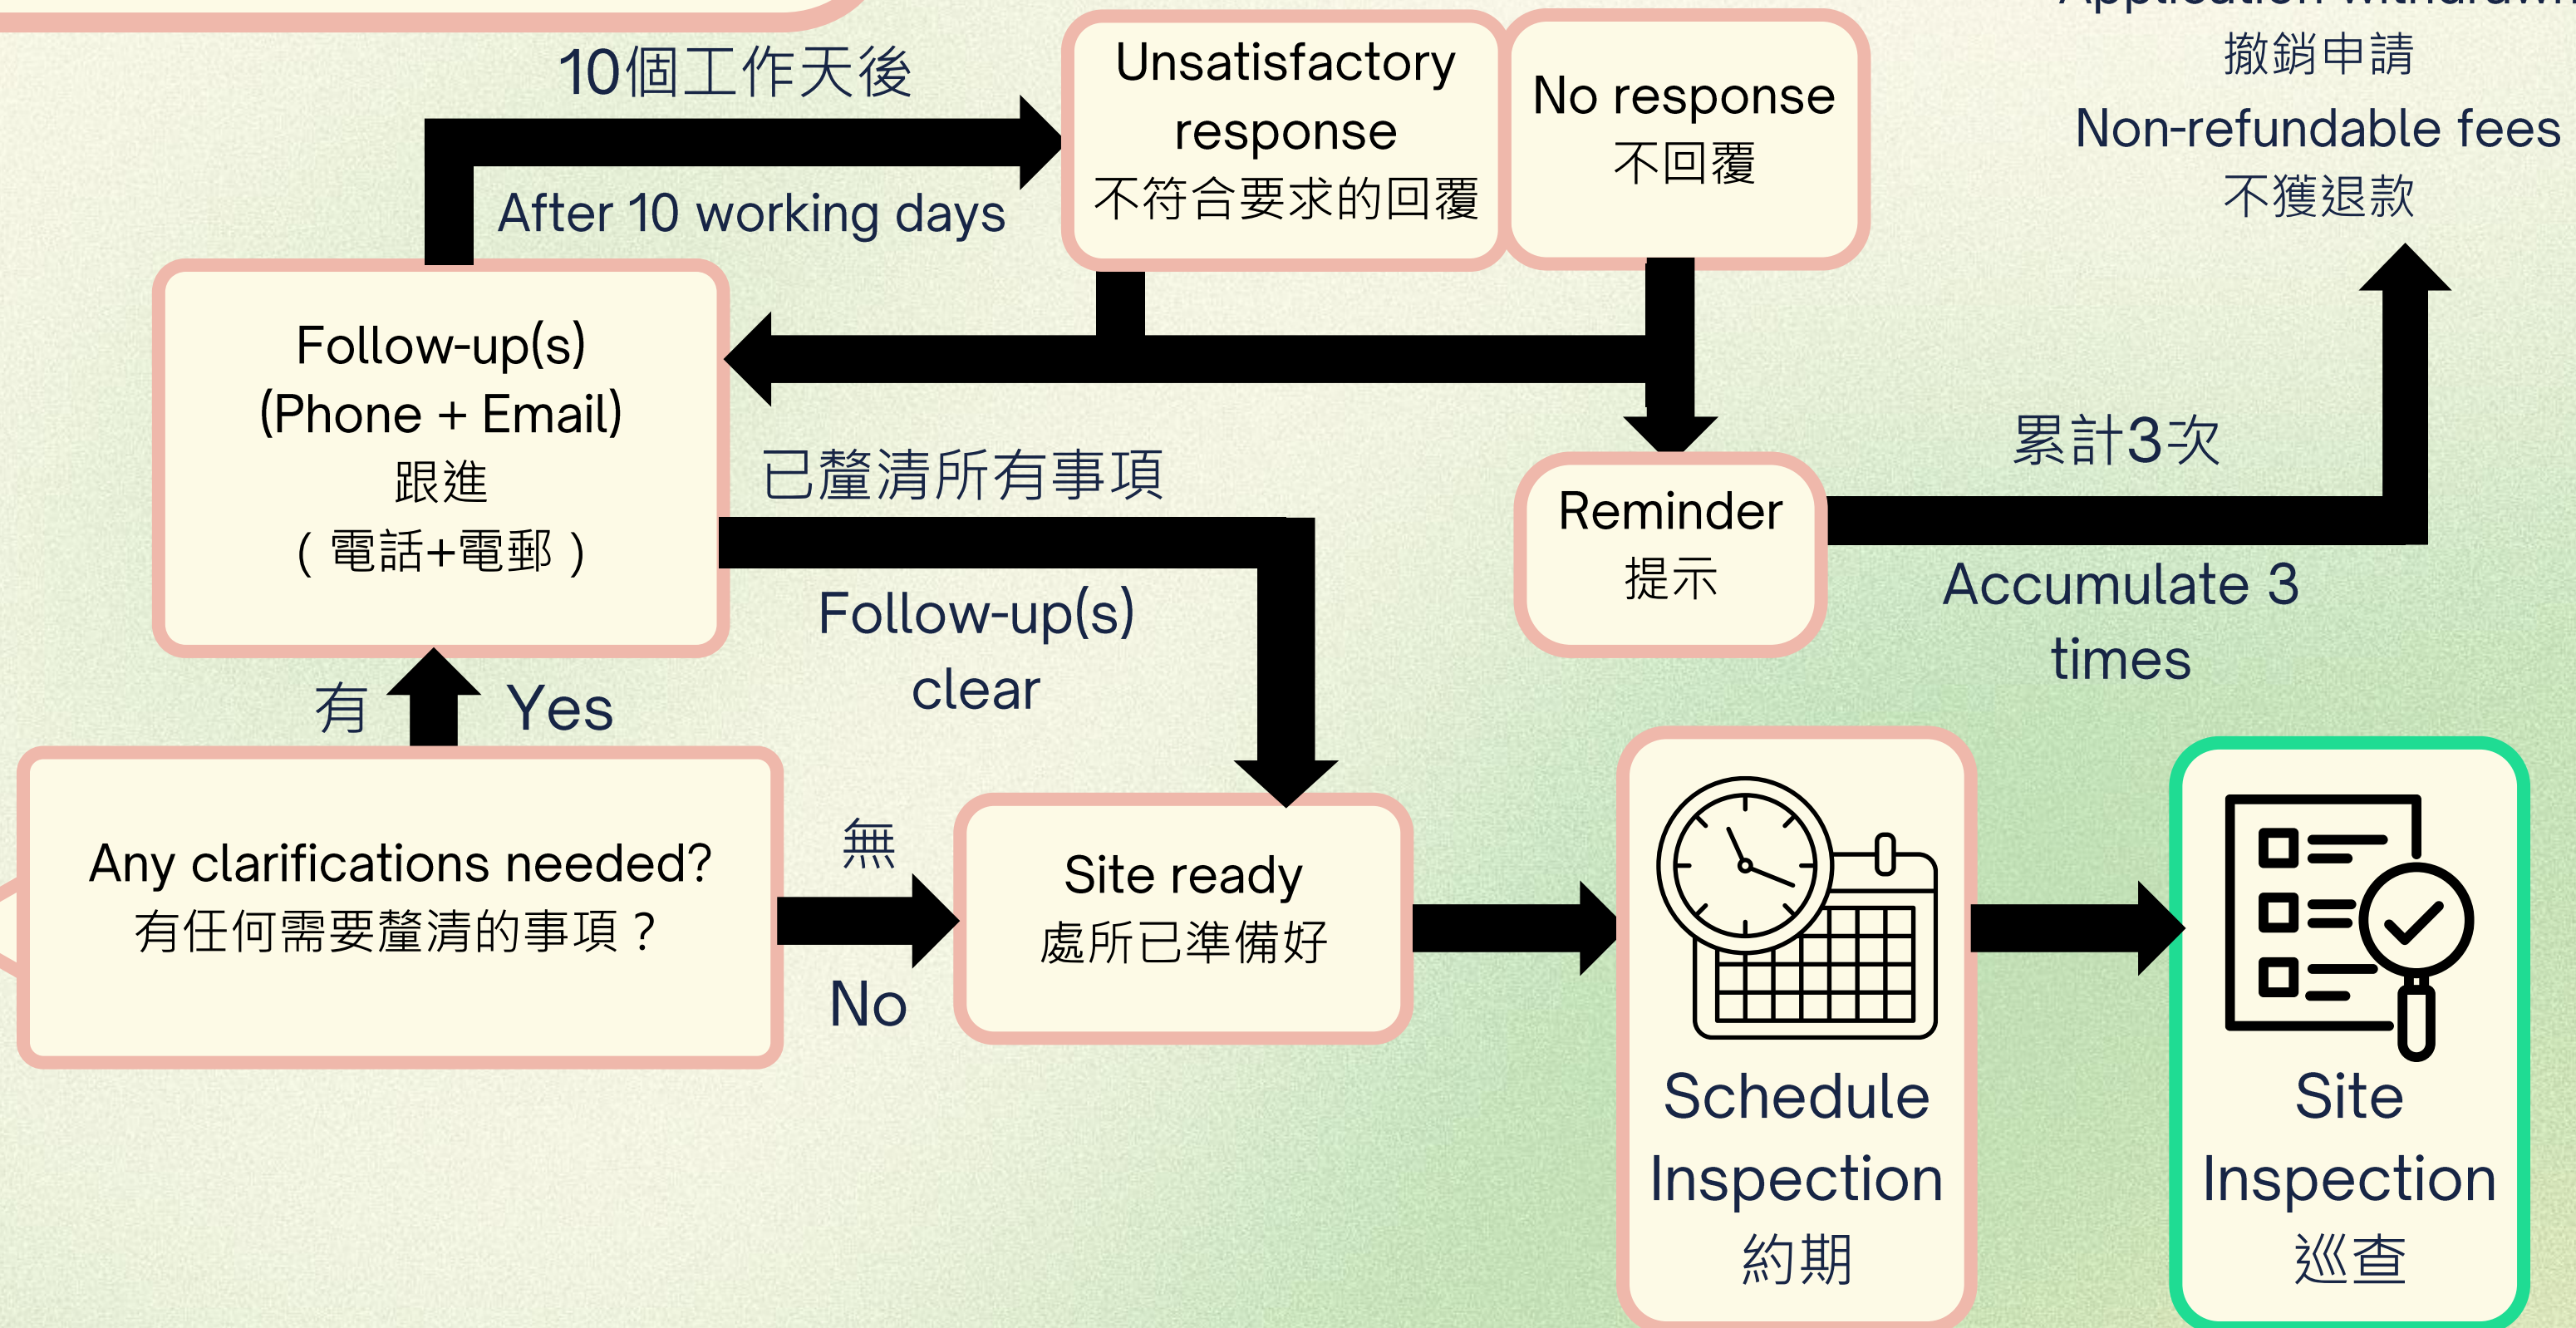 10個工作天後
After 10 working days
Unsatisfactory
response
不符合要求的回覆
No response
不回覆
Application withdrawn
撤銷申請
Non-refundable fees
不獲退款
Follow-up(s)
(Phone + Email)
跟進
（電話+電郵）
已釐清所有事項
Follow-up(s)
clear
Reminder
提示
累計3次
Accumulate 3
times
有
Yes
Any clarifications needed?
有任何需要釐清的事項？
無
No
Site ready
處所已準備好
Schedule
Inspection
約期
Site
Inspection
巡查